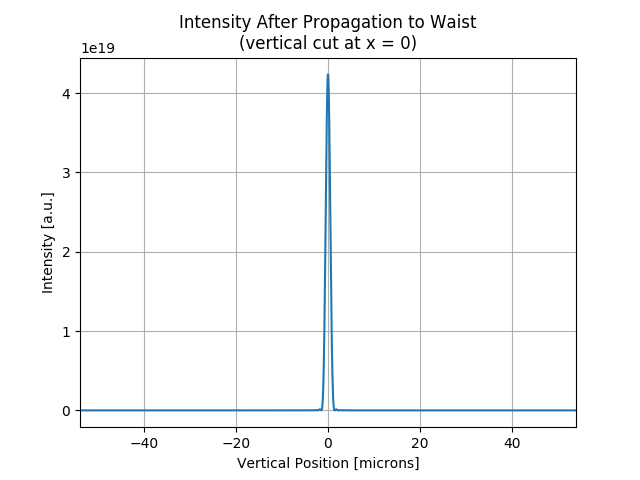 Intensity After Propagation to Waist
(vertical cut at x = 0)
1e19
4
3
2
1
0
Intensity [a.u.]
−40
−20
0
20
40
Vertical Position [microns]